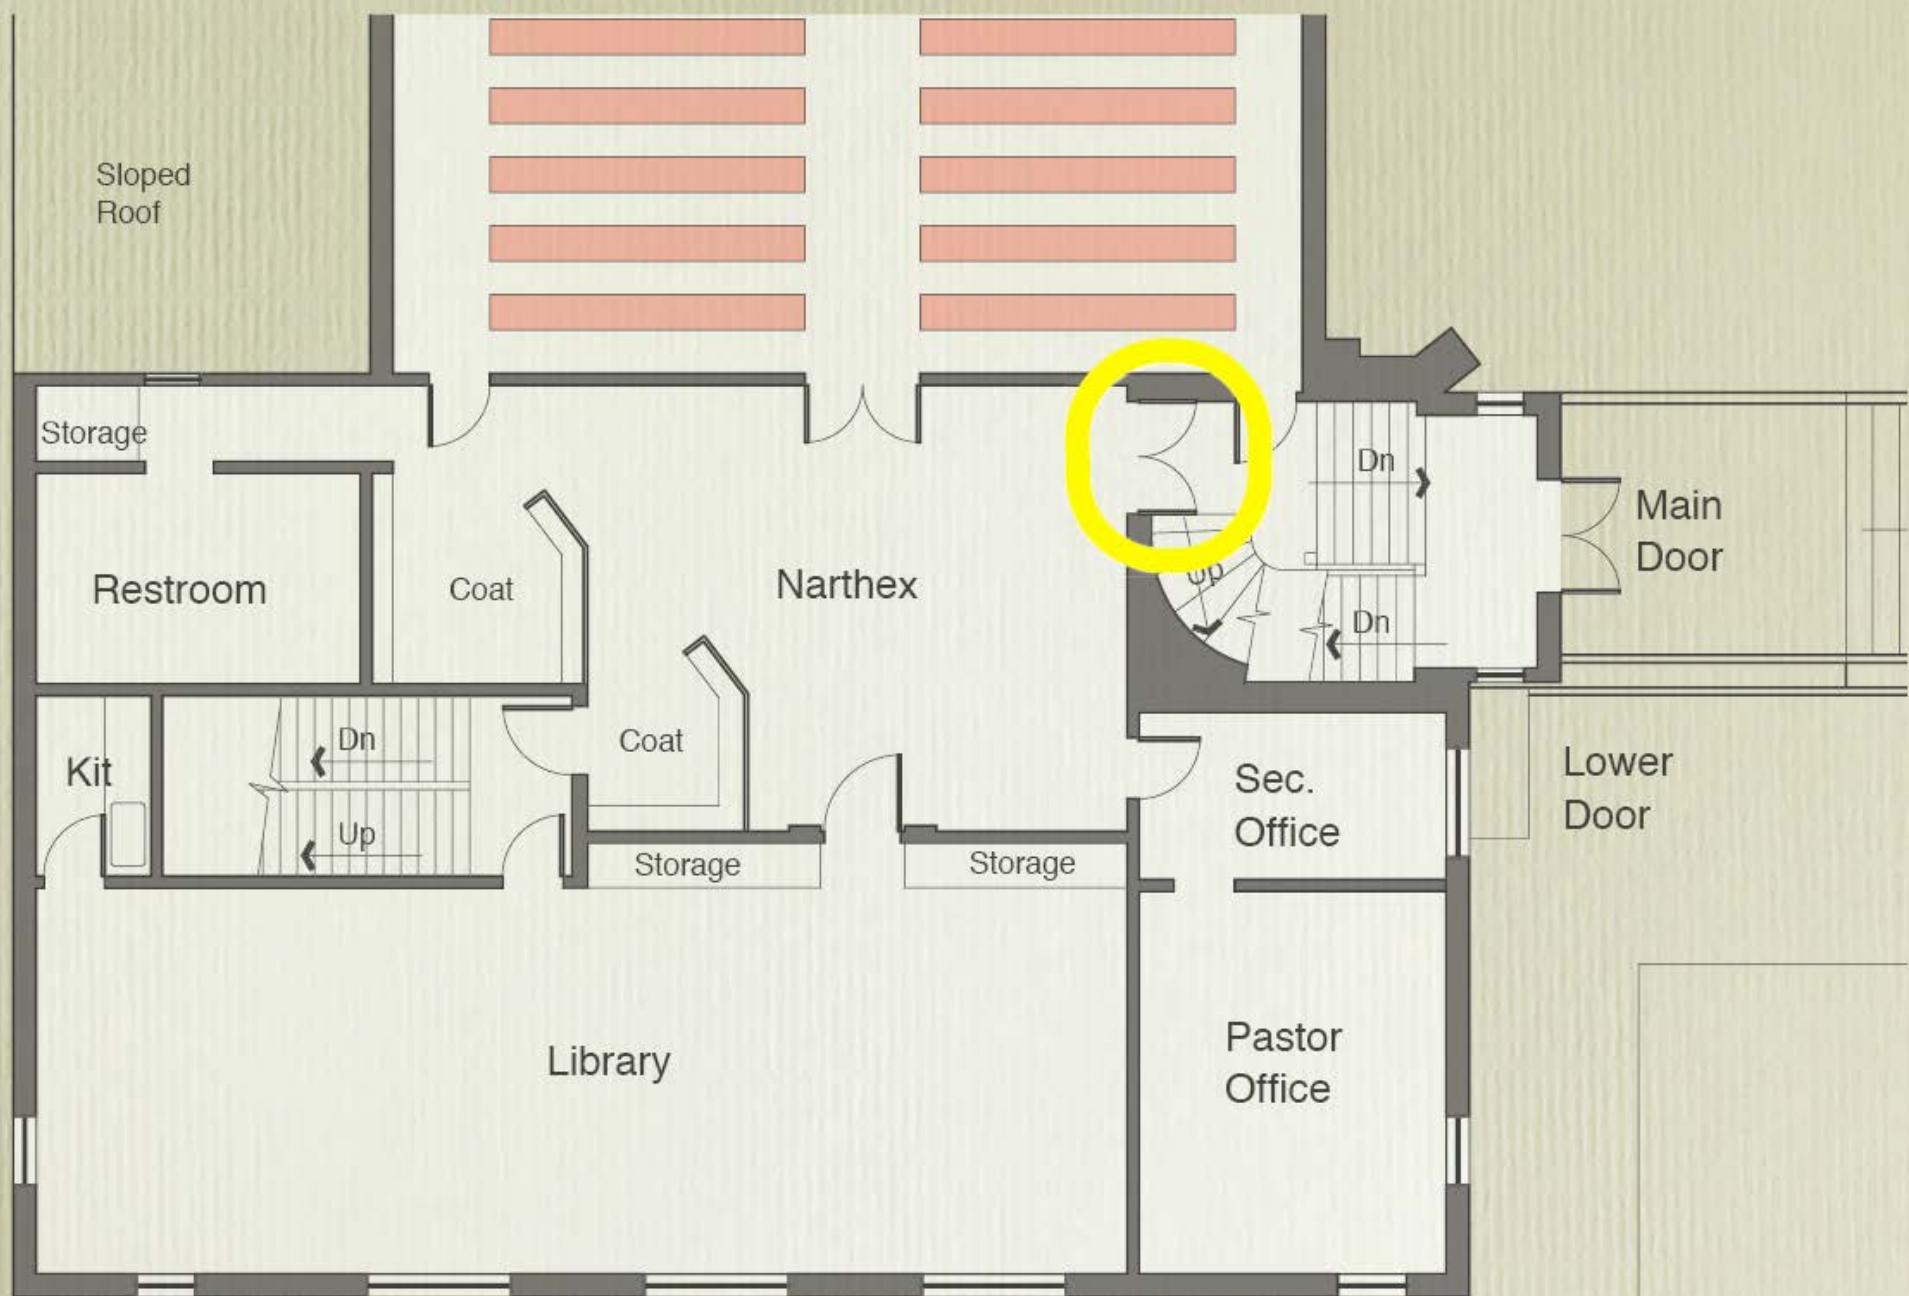 Sloped
Roof
Storage
Restroom
Coat
Narthex
Dn
Main
Door
Up
Dn
Kit
Dn
Up
Coat
Sec.
Office
Lower
Door
Storage
Storage
Library
Pastor
Office